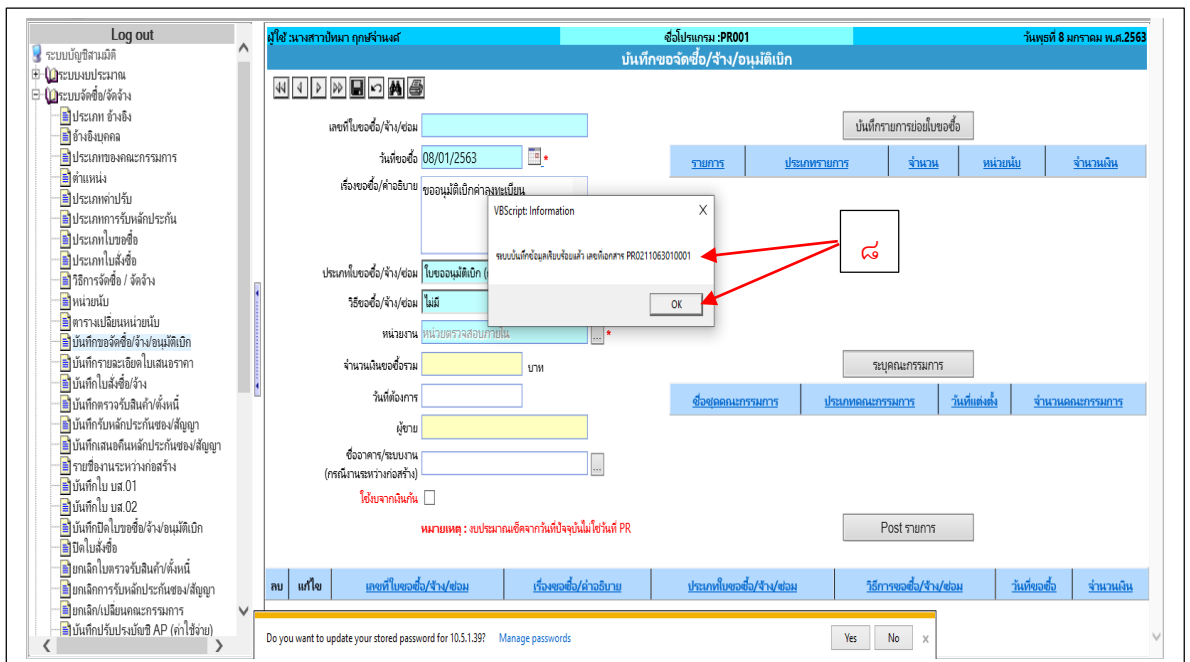 Log out
ระบบบัญชีสามมิติ
ระบบงบประมาณ
ระบบจัดซื้อ/จัดจ้าง
ประเภท อ้างอิง
อ้างอิงบุคคล
ประเภทของคณะกรรมการ
ตำแหน่ง
ประเภทค่าปรับ
ประเภทการรับหลักประกัน
ประเภทใบขอซื้อ
ประเภทใบสั่งซื้อ
วิธีการจัดซื้อ / จัดจ้าง
หน่วยนับ
ตารางเปลี่ยนหน่วยนับ
บันทึกขอจัดซื้อ/จ้าง/อนุมัติเบิก
บันทึกรายละเอียดใบเสนอราคา
บันทึกใบสั่งซื้อ/จ้าง
บันทึกตรวจรับสินค้า/ตั้งหนี้
บันทึกรับหลักประกันซอง/สัญญา
บันทึกเสนอคืนหลักประกันซอง/สัญญา
รายชื่องานระหว่างก่อสร้าง
บันทึกใบ บส.01
บันทึกใบ บส.02
บันทึกปิดใบขอซื้อ/จ้าง/อนุมัติเบิก
ปิดใบสั่งซื้อ
ยกเลิกใบตรวจรับสินค้า/ตั้งหนี้
ยกเลิกการรับหลักประกันซอง/สัญญา
ยกเลิก/เปลี่ยนคณะกรรมการ
บันทึกปรับปรุงบัญชี AP (ค่าใช้จ่าย)
ผู้ใช้ :นางสาวปัทมา ฤกษ์จำนงค์ ชื่อโปรแกรม :PR001 วันพุธที่ 8 มกราคม พ.ศ.2563
บันทึกขอจัดซื้อ/จ้าง/อนุมัติเบิก
เลขที่ใบขอซื้อ/จ้าง/ซ่อม
วันที่ขอซื้อ 08/01/2563 *
เรื่องขอซื้อ/คำอธิบาย ขออนุมัติเบิกค่าลงทะเบียน
ประเภทใบขอซื้อ/จ้าง/ซ่อม ใบขออนุมัติเบิก (
วิธีขอซื้อ/จ้าง/ซ่อม ไม่มี
หน่วยงาน หน่วยตรวจสอบภายใน ... *
จำนวนเงินขอซื้อรวม บาท
วันที่ต้องการ
ผู้ขาย
ชื่ออาคาร/ระบบงาน
(กรณีงานระหว่างก่อสร้าง) ...
ใช้งบจากเงินกัน
หมายเหตุ : งบประมาณเช็คจากวันที่ปัจจุบันไม่ใช่วันที่ PR
VBScript: Information X
ระบบบันทึกข้อมูลเรียบร้อยแล้ว เลขที่เอกสาร PR0211063010001
OK
๘
บันทึกรายการย่อยใบขอซื้อ
รายการ ประเภทรายการ จำนวน หน่วยนับ จำนวนเงิน
ระบุคณะกรรมการ
ชื่อชุดคณะกรรมการ ประเภทคณะกรรมการ วันที่แต่งตั้ง จำนวนคณะกรรมการ
Post รายการ
ลบ แก้ไข เลขที่ใบขอซื้อ/จ้าง/ซ่อม เรื่องขอซื้อ/คำอธิบาย ประเภทใบขอซื้อ/จ้าง/ซ่อม วิธีการขอซื้อ/จ้าง/ซ่อม วันที่ขอซื้อ จำนวนเงิน
Do you want to update your stored password for 10.5.1.39? Manage passwords Yes No x